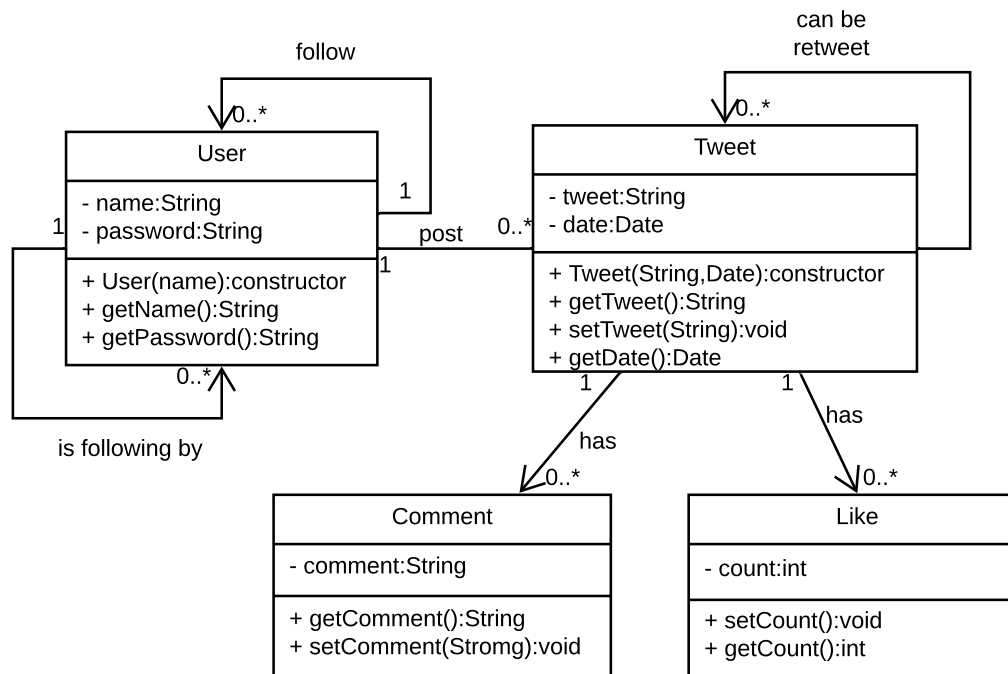 can be
retweet
follow
0..*
0..*
User
Tweet
- name:String
- password:String
1
1
post
0..*
1
- tweet:String
- date:Date
+ User(name):constructor
+ getName():String
+ getPassword():String
+ Tweet(String,Date):constructor
+ getTweet():String
+ setTweet(String):void
+ getDate():Date
0..*
is following by
1
1
has
has
0..*
0..*
Comment
- comment:String
+ getComment():String
+ setComment(Stromg):void
Like
- count:int
+ setCount():void
+ getCount():int